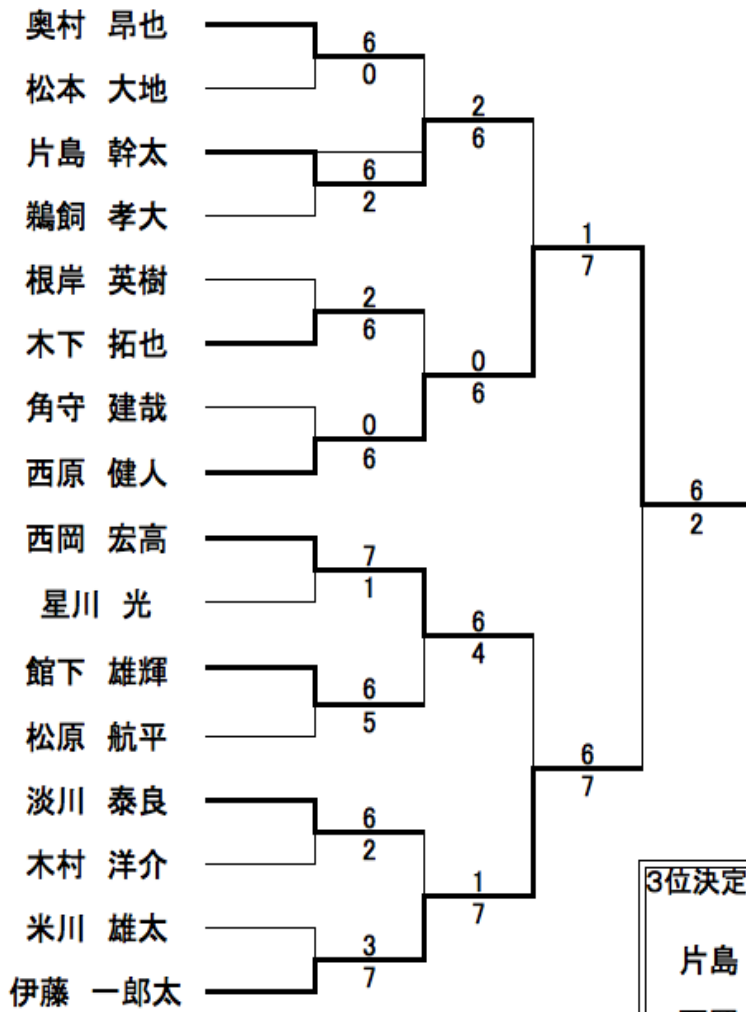 奥村 昂也
6
0
松本 大地
2
6
片島 幹太
6
2
鵜飼 孝大
1
7
根岸 英樹
2
6
木下 拓也
0
6
角守 建哉
0
6
西原 健人
6
2
西岡 宏高
7
1
星川 光
6
4
館下 雄輝
6
5
松原 航平
6
7
淡川 泰良
6
2
木村 洋介
1
7
3位決定
米川 雄太
3
7
片島
伊藤 一郎太